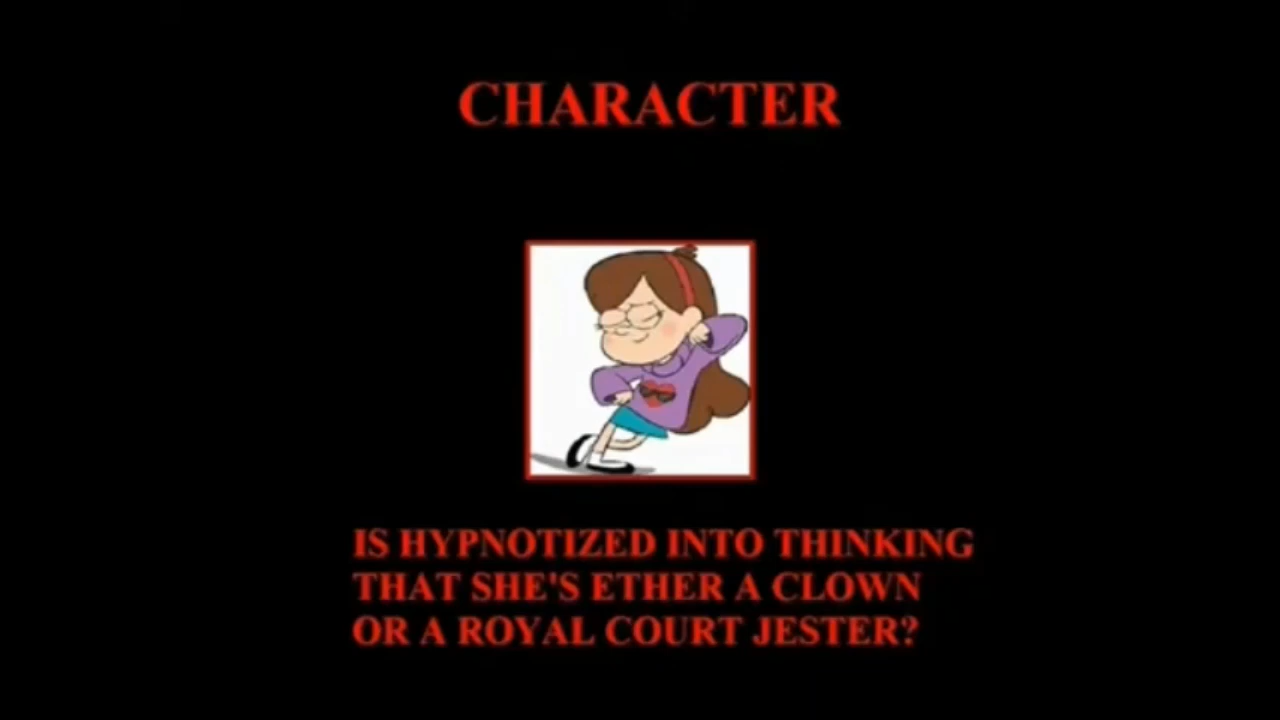 CHARACTER
IS HYPNOTIZED INTO THINKING
THAT SHE'S ETHER A CLOWN
OR A ROYAL COURT JESTER?